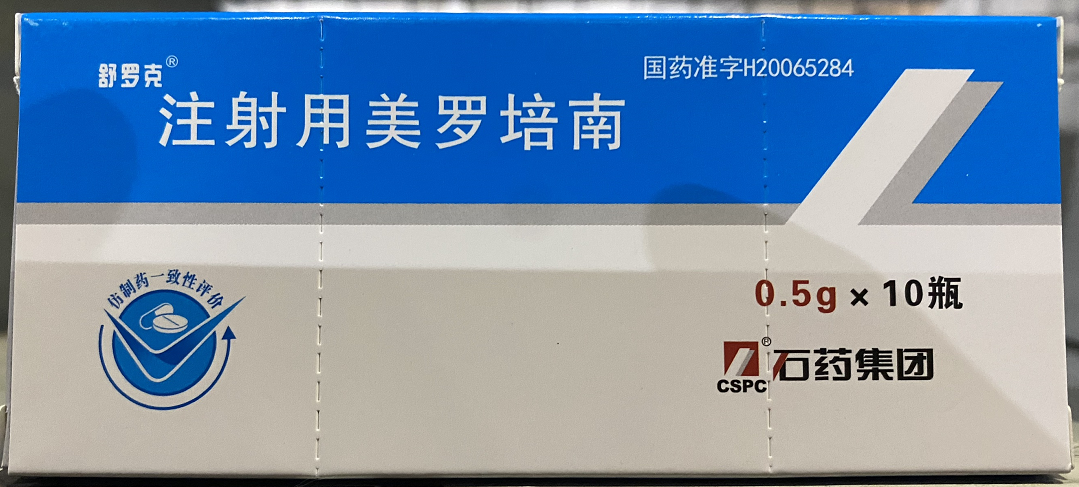 舒罗克®
国药准字H20065284
注射用美罗培南
仿制药一致性评价
0.5g × 10瓶
CSPC® 石药集团